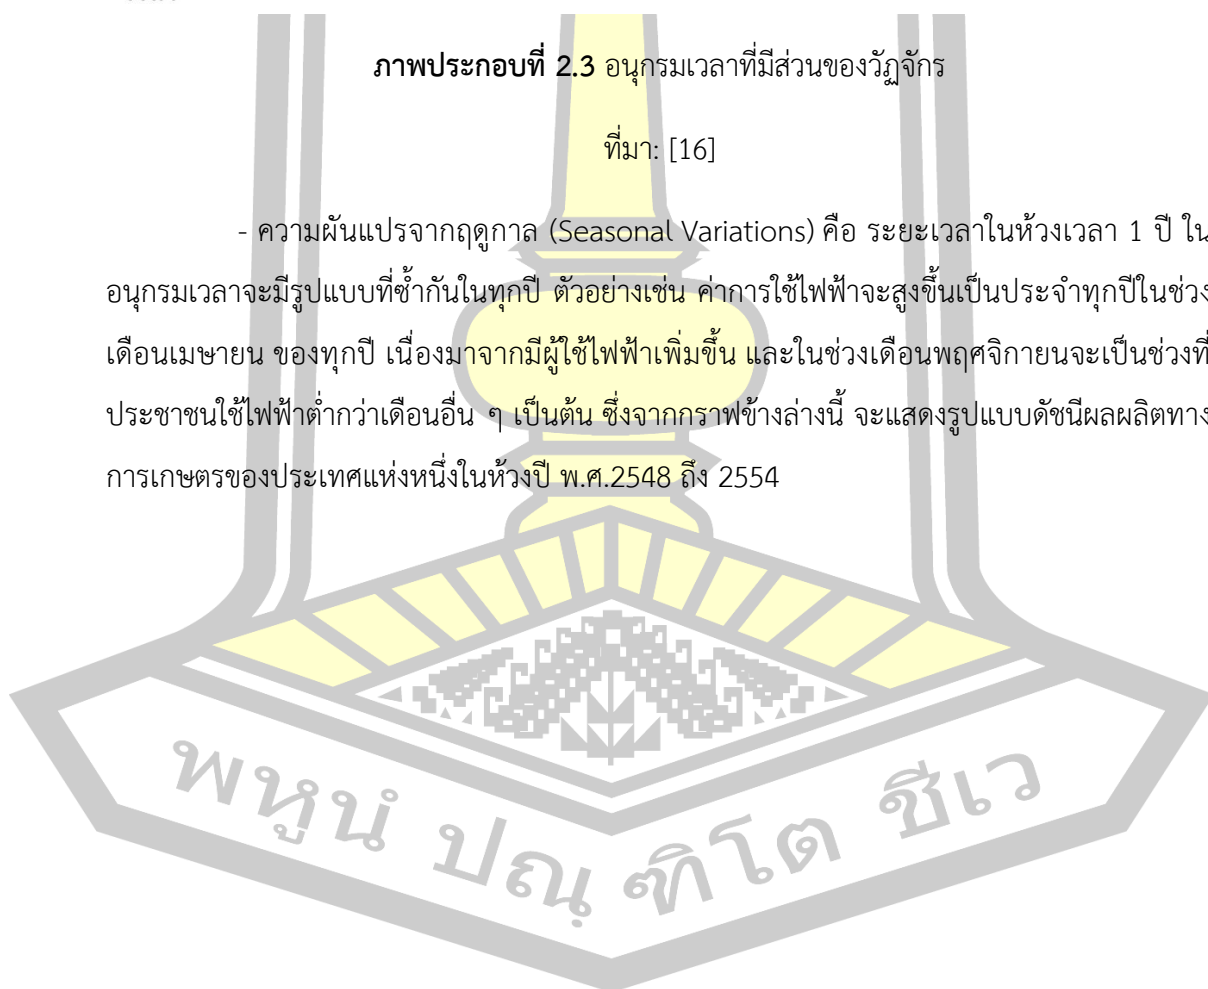 ภาพประกอบที่ 2.3 อนุกรมเวลาที่มีส่วนของวัฏจักร
ที่มา: [16]
- ความผันแปรจากฤดูกาล (Seasonal Variations) คือ ระยะเวลาในห้วงเวลา 1 ปี ใน
อนุกรมเวลาจะมีรูปแบบที่ซ้ำกันในทุกปี ตัวอย่างเช่น ค่าการใช้ไฟฟ้าจะสูงขึ้นเป็นประจำทุกปีในช่วง
เดือนเมษายน ของทุกปี เนื่องมาจากมีผู้ใช้ไฟฟ้าเพิ่มขึ้น และในช่วงเดือนพฤศจิกายนจะเป็นช่วงที่
ประชาชนใช้ไฟฟ้าต่ำกว่าเดือนอื่น ๆ เป็นต้น ซึ่งจากกราฟข้างล่างนี้ จะแสดงรูปแบบดัชนีผลผลิตทาง
การเกษตรของประเทศแห่งหนึ่งในห้วงปี พ.ศ.2548 ถึง 2554
พหูนํ ปณฺ ฑิโต ชีเว